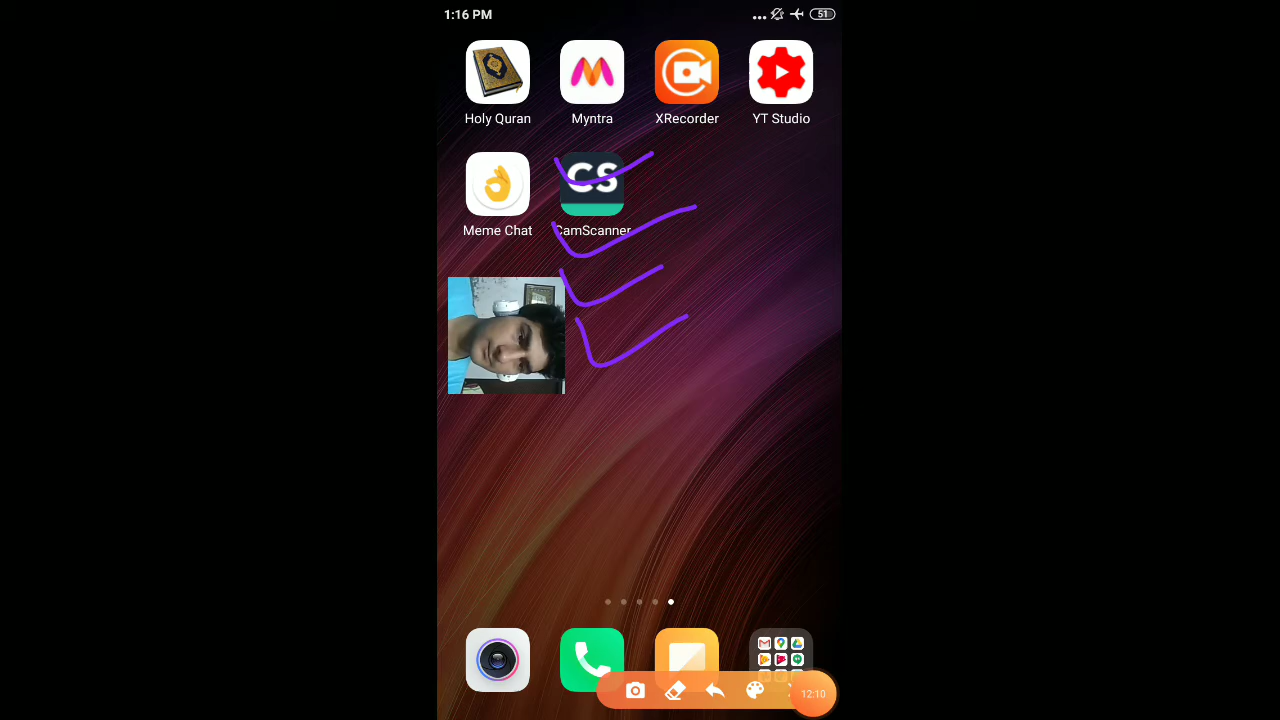 1:16 PM
51
Holy Quran
Myntra
XRecorder
YT Studio
CS
Meme Chat
CamScanner
12:10